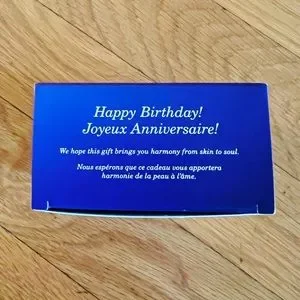 Happy Birthday!
Joyeux Anniversaire!
We hope this gift brings you harmony from skin to soul.
Nous espérons que ce cadeau vous apportera
harmonie de la peau à l'âme.